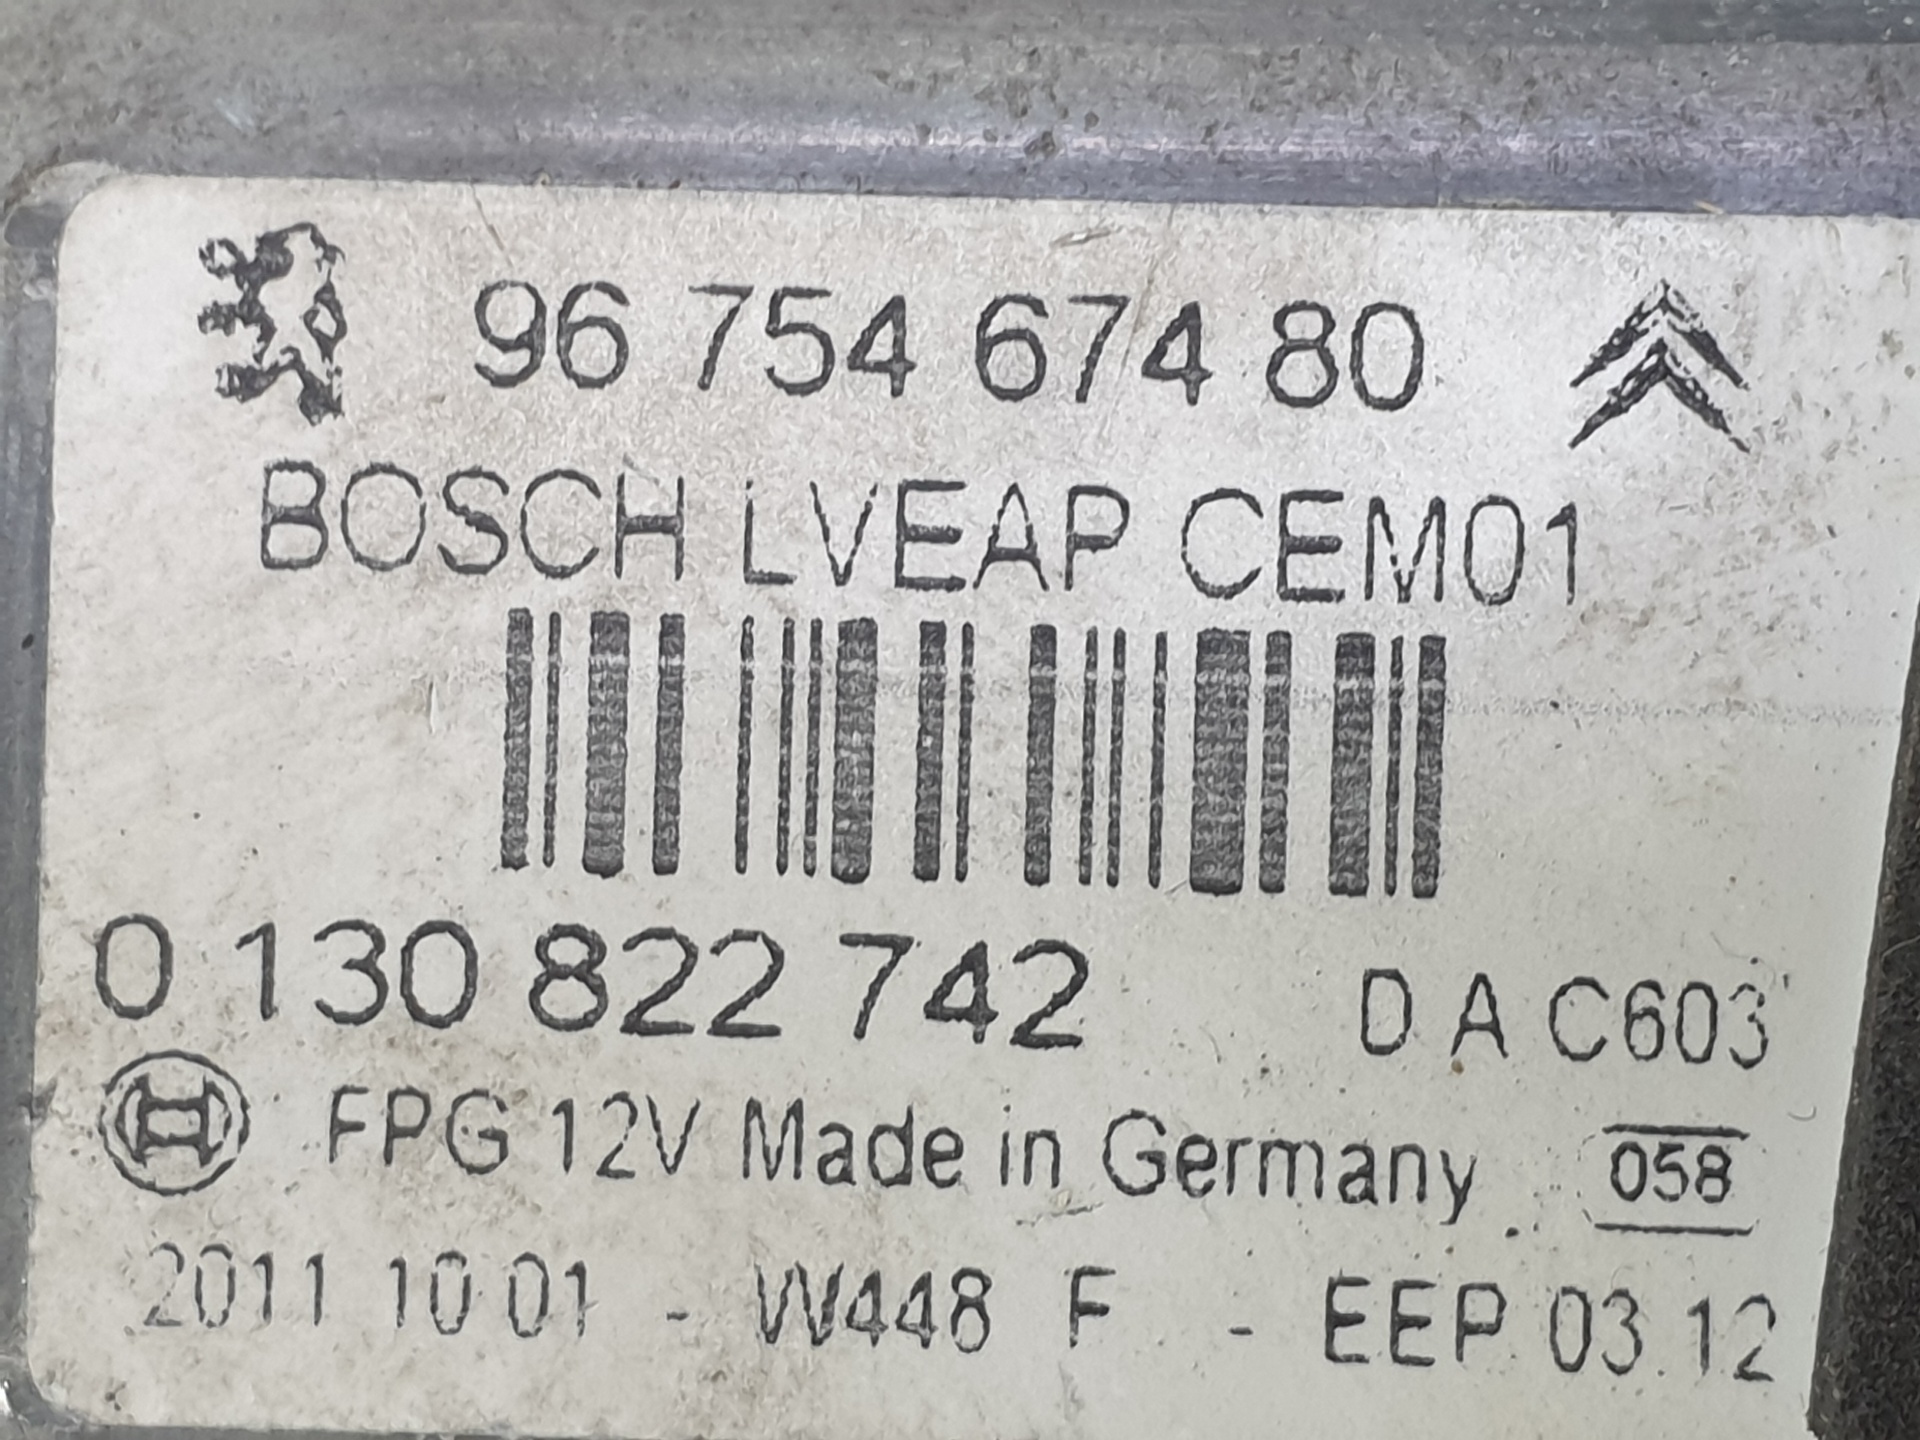 96 754 674 80
BOSCH LVEAP CEM01
0 130 822 742 D A C603
FPG 12V Made in Germany 058
2011 10 01 - W448 F - EEP 03.12